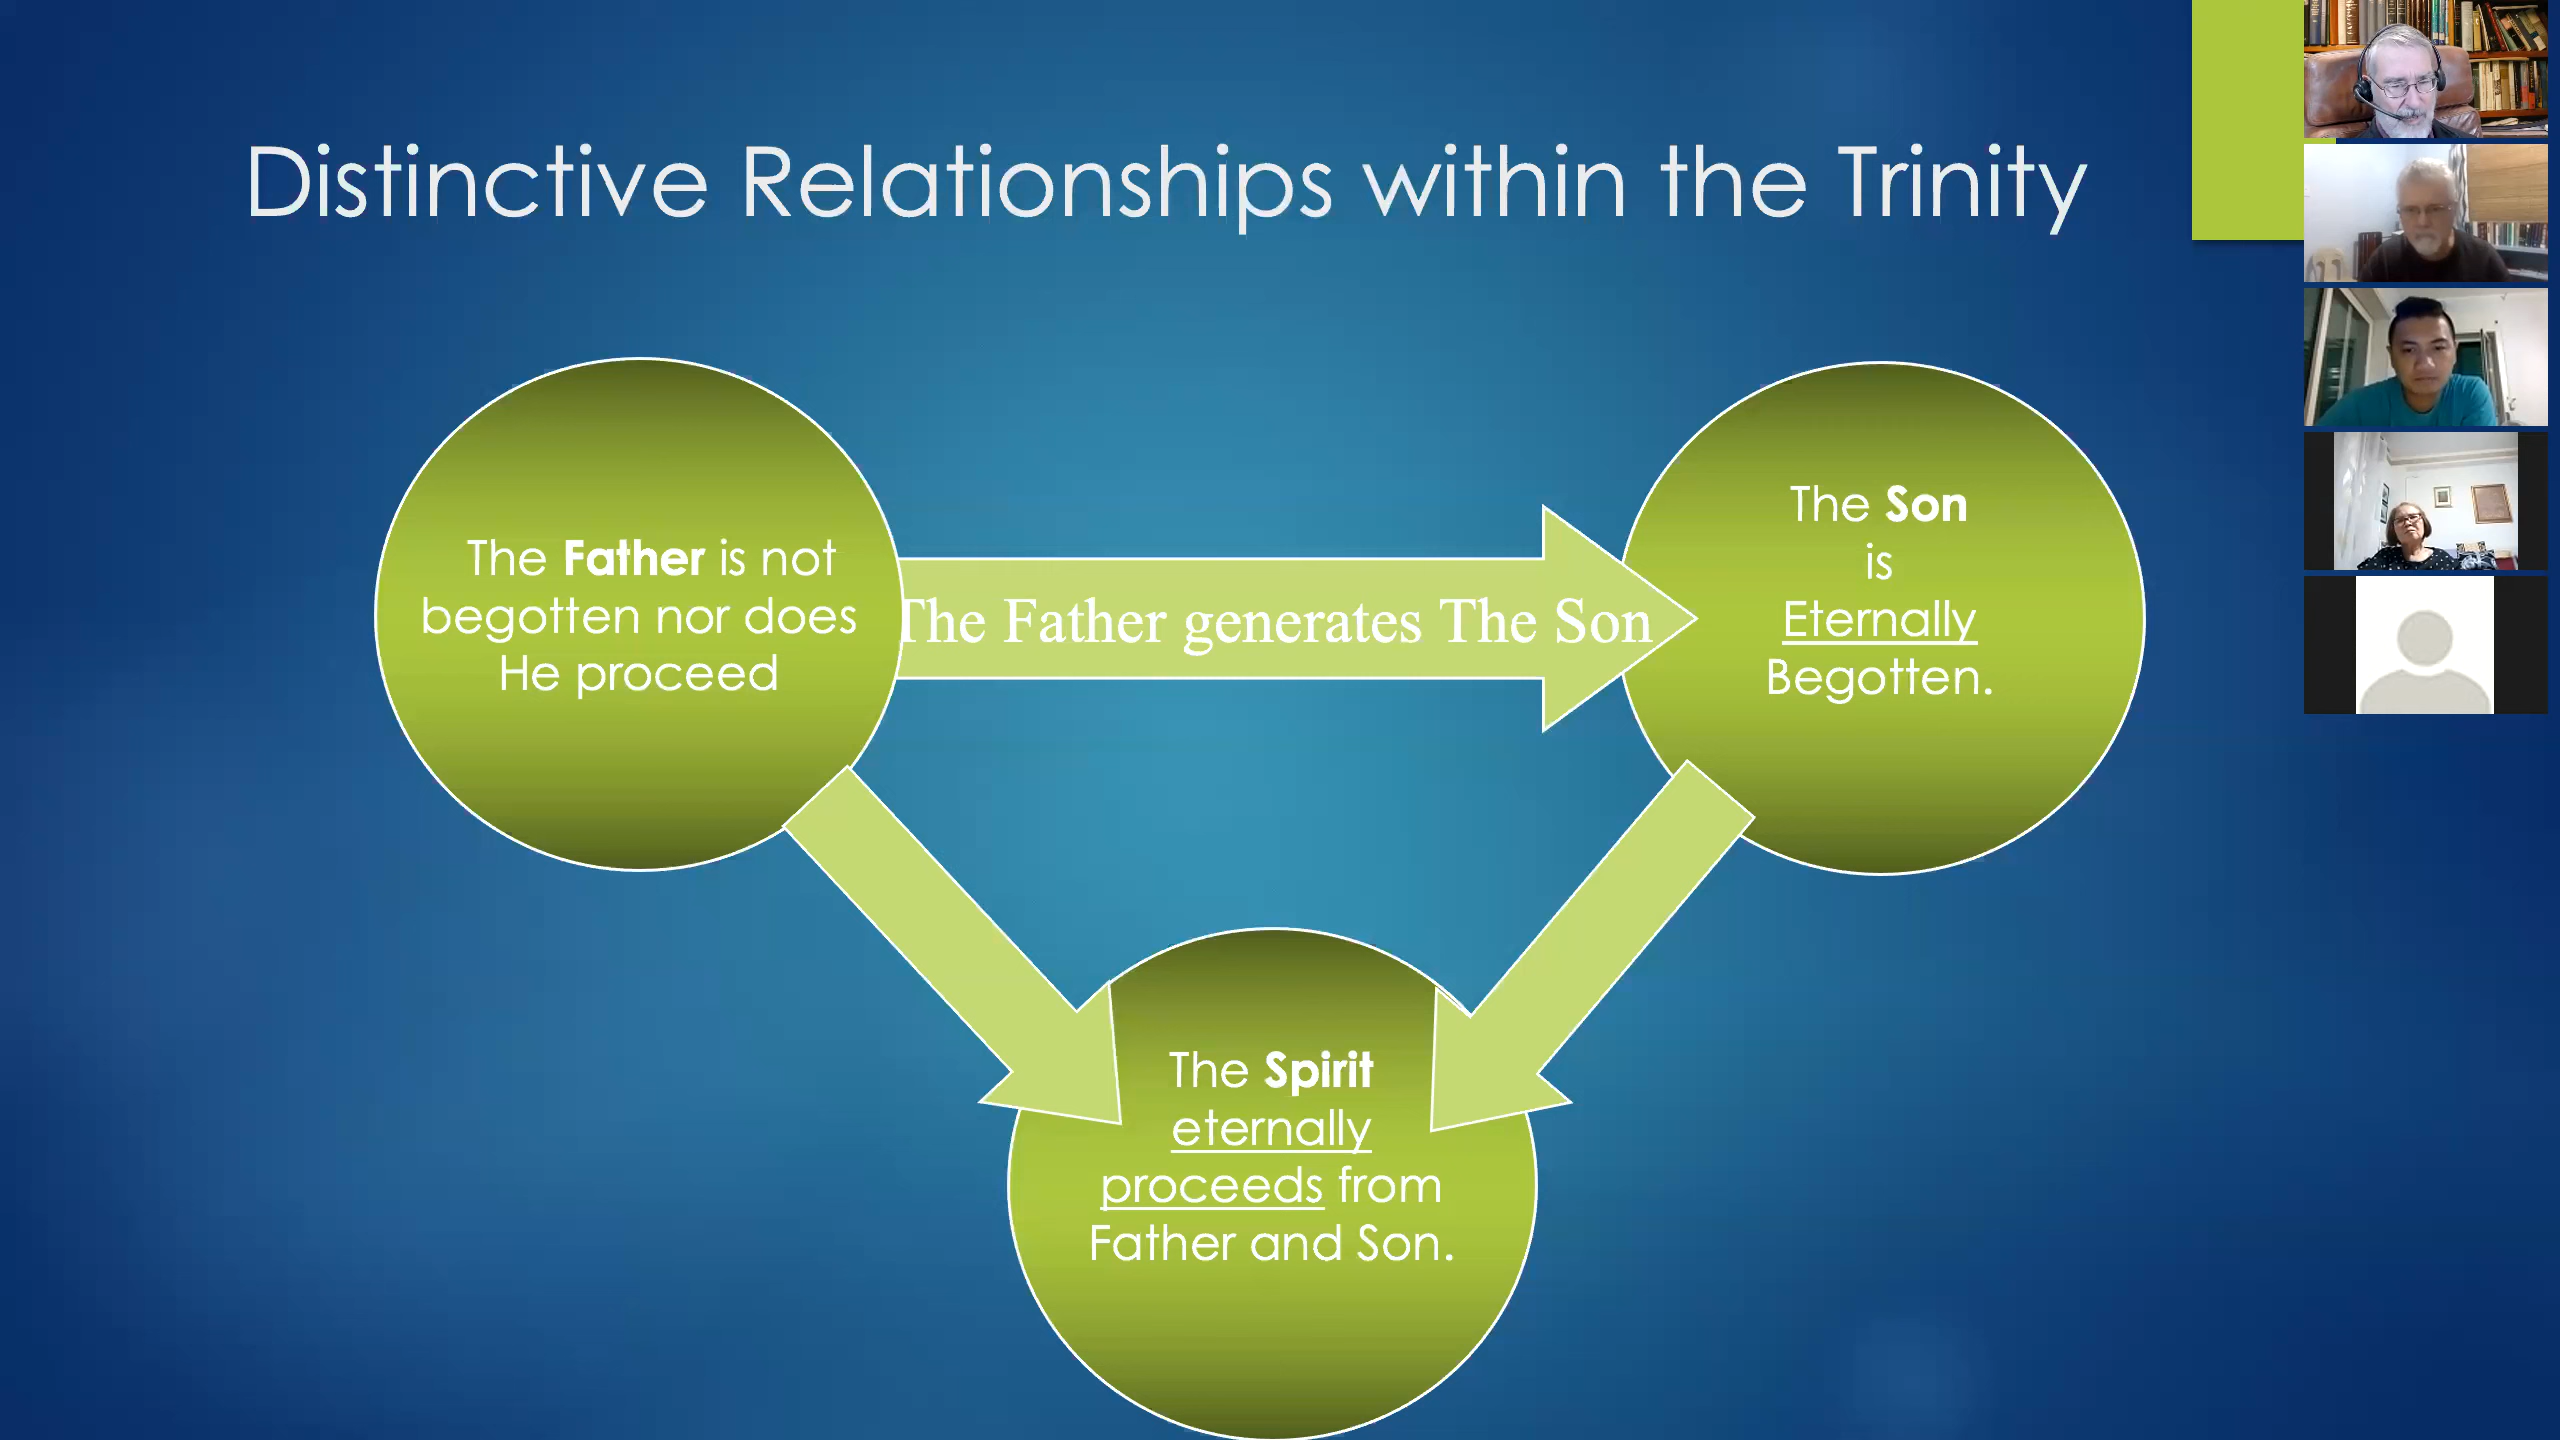 Distinctive Relationships within the Trinity
The Father is not
begotten nor does
He proceed
The Father generates The Son
The Son
is
Eternally
Begotten.
The Spirit
eternally
proceeds from
Father and Son.